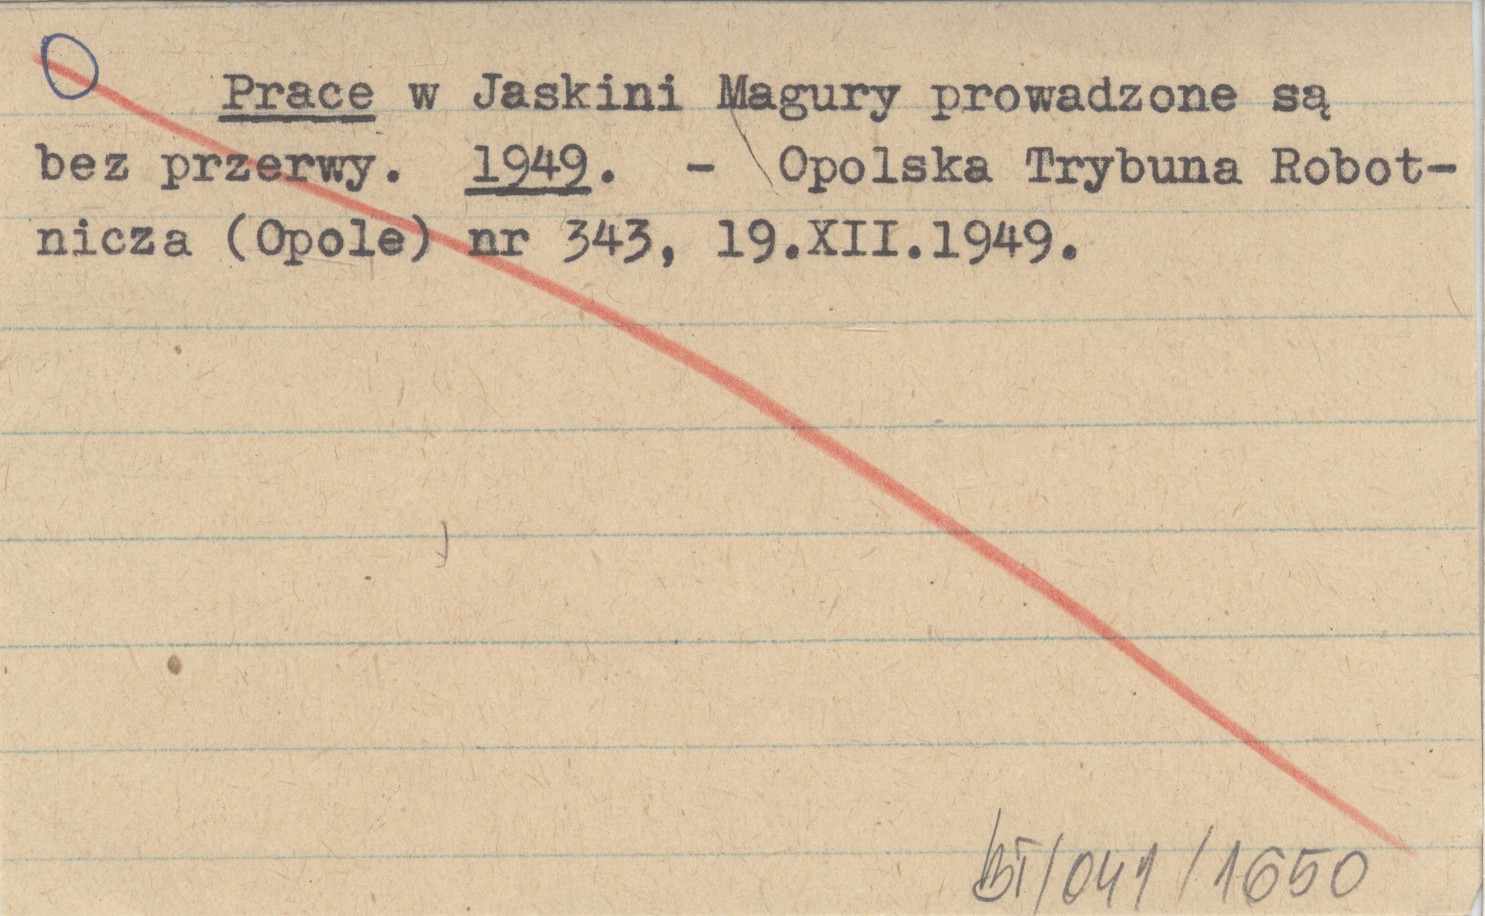 Prace w Jaskini Magury prowadzone są
bez przerwy. 1949. - Opolska Trybuna Robot-
nicza (Opole) nr 343, 19.XII.1949.
BT/041/1650